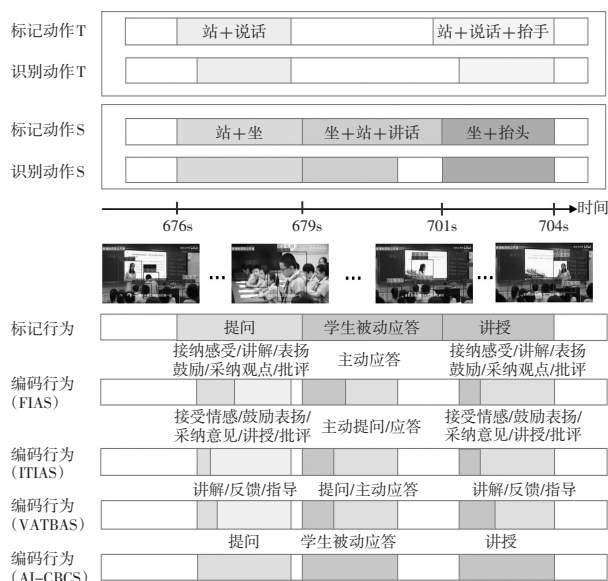 标记动作T 站+说话 站+说话+抬手
识别动作T
标记动作S 站+坐 坐+站+讲话 坐+抬头
识别动作S
时间
676s 679s 701s 704s
... ... ...
标记行为 提问 学生被动应答 讲授
接纳感受/讲解/表扬 接纳感受/讲解/表扬
鼓励/采纳观点/批评 主动应答 鼓励/采纳观点/批评
编码行为
(FIAS)
接受情感/鼓励表扬/ 接受情感/鼓励表扬/
采纳意见/讲授/批评 主动提问/应答 采纳意见/讲授/批评
编码行为
(ITIAS)
讲解/反馈/指导 提问/主动应答 讲解/反馈/指导
编码行为
(VATBAS)
提问 学生被动应答 讲授
编码行为
(AI-CBCS)